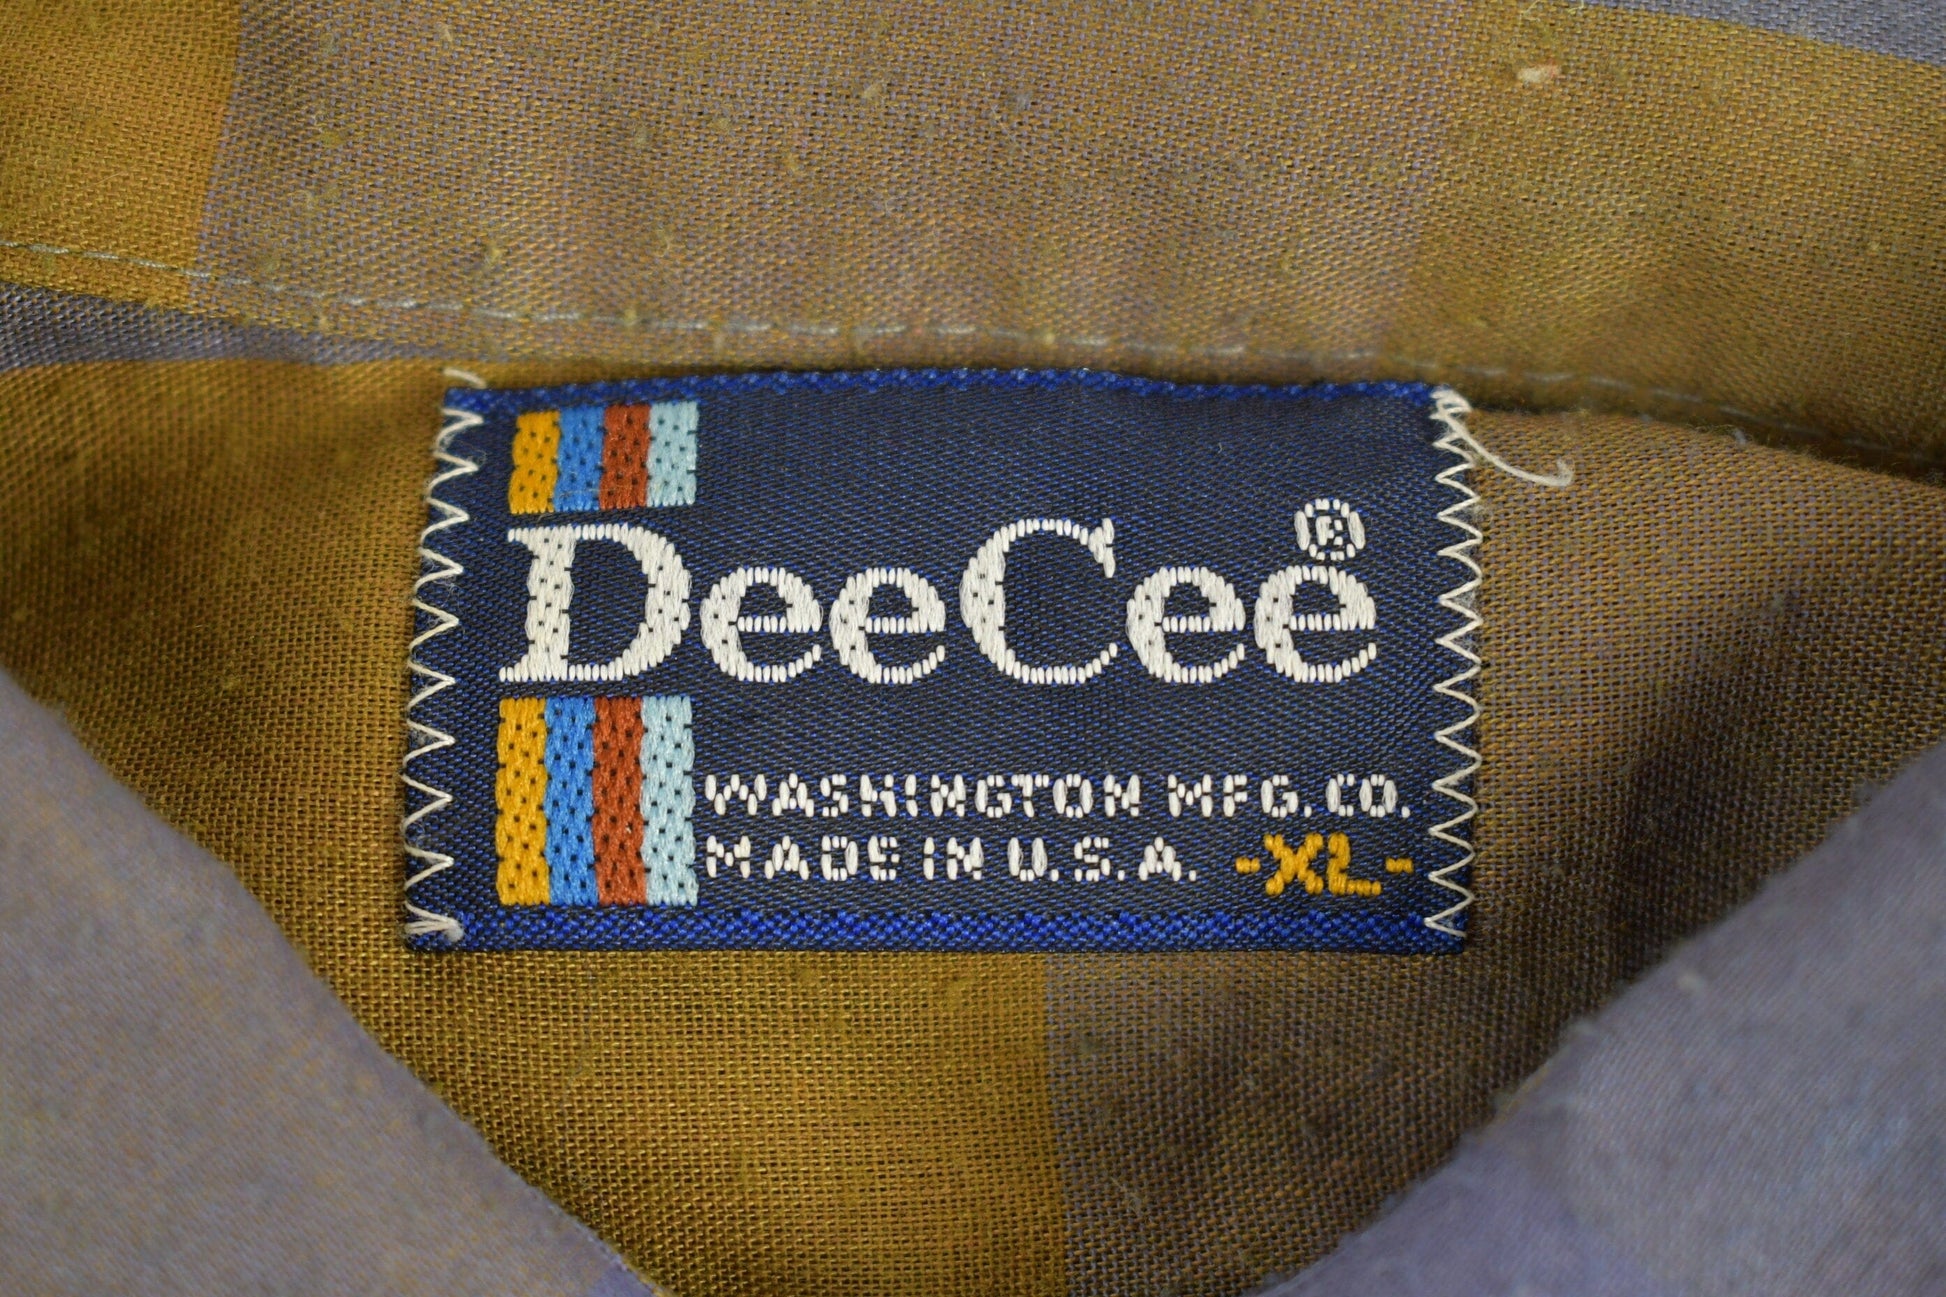 DeeCee®
WASHINGTON MFG. CO.
MADE IN U.S.A. -XL-